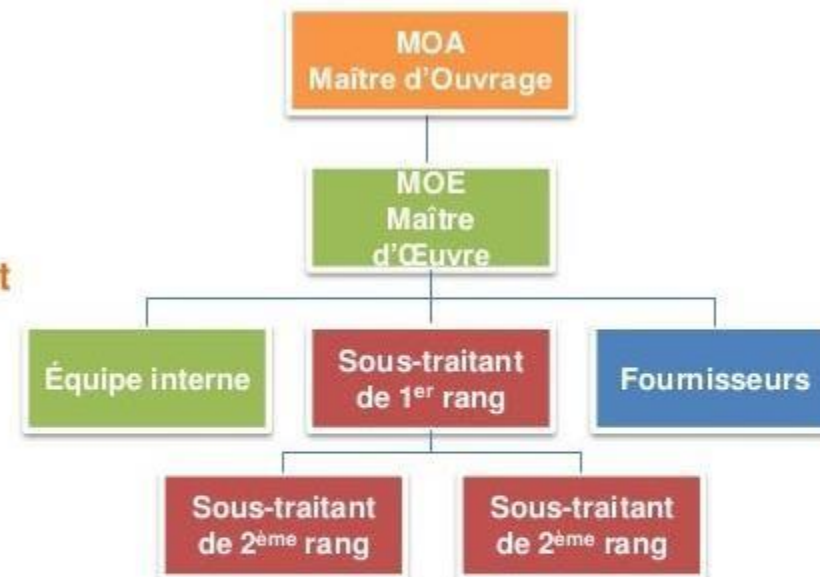 MOA
Maître d'Ouvrage
MOE
Maître
d'Œuvre
t
Équipe interne
Sous-traitant
de 1er rang
Fournisseurs
Sous-traitant
de 2ème rang
Sous-traitant
de 2ème rang